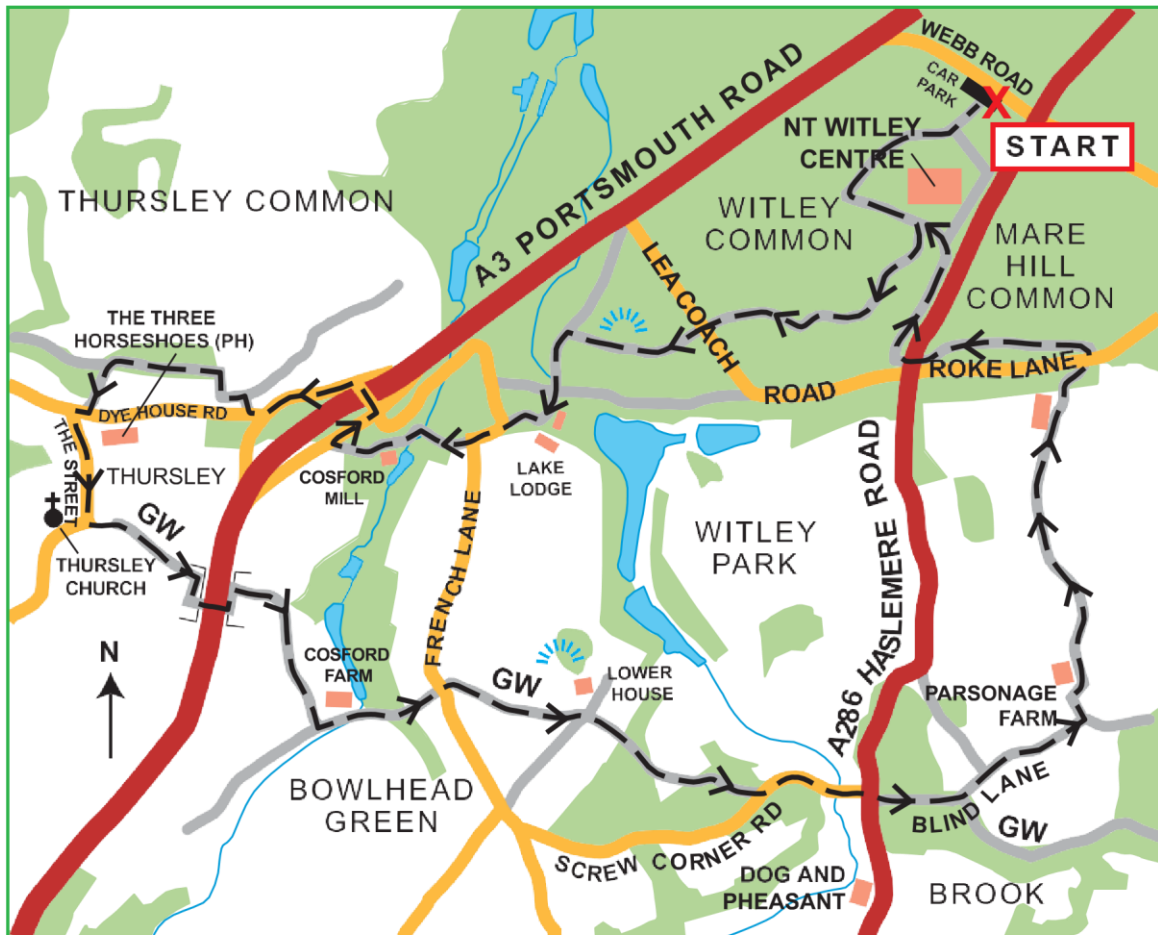 WEBB ROAD
CAR
PARK
X
START
NT WITLEY
CENTRE
A3 PORTSMOUTH ROAD
THURSLEY COMMON
WITLEY
COMMON
MARE
HILL
COMMON
LEA COACH
ROAD
ROKE LANE
THE THREE
HORSESHOES (PH)
DYE HOUSE RD
THE STREET
THURSLEY
COSFORD
MILL
LAKE
LODGE
GW
THURSLEY
CHURCH
FRENCH LANE
WITLEY
PARK
A286 HASLEMERE ROAD
N
COSFORD
FARM
GW
LOWER
HOUSE
PARSONAGE
FARM
BOWLHEAD
GREEN
BLIND LANE
GW
SCREW CORNER RD
DOG AND
PHEASANT
BROOK